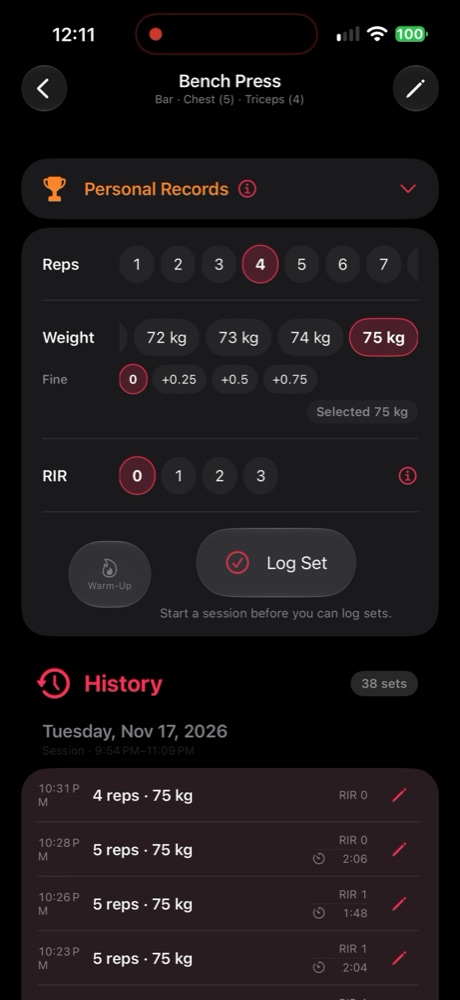 12:11
100
Bench Press
Bar · Chest (5) · Triceps (4)
Personal Records
Reps 1 2 3 4 5 6 7
Weight 72 kg 73 kg 74 kg 75 kg
Fine 0 +0.25 +0.5 +0.75
Selected 75 kg
RIR 0 1 2 3
Warm-Up
Log Set
Start a session before you can log sets.
History 38 sets
Tuesday, Nov 17, 2026
Session · 9:54 PM–11:09 PM
10:31 P
M
4 reps · 75 kg RIR 0
10:28 P
M
5 reps · 75 kg RIR 0
2:06
10:26 P
M
5 reps · 75 kg RIR 1
1:48
10:23 P
M
5 reps · 75 kg RIR 1
2:04